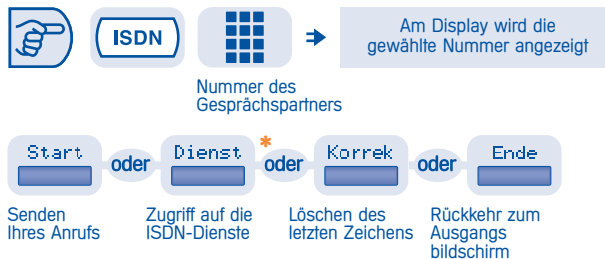 ISDN
Am Display wird die
gewählte Nummer angezeigt
Nummer des
Gesprächspartners
Start oder Dienst * oder Korrek oder Ende
Senden
Ihres Anrufs
Zugriff auf die
ISDN-Dienste
Löschen des
letzten Zeichens
Rückkehr zum
Ausgangs
bildschirm